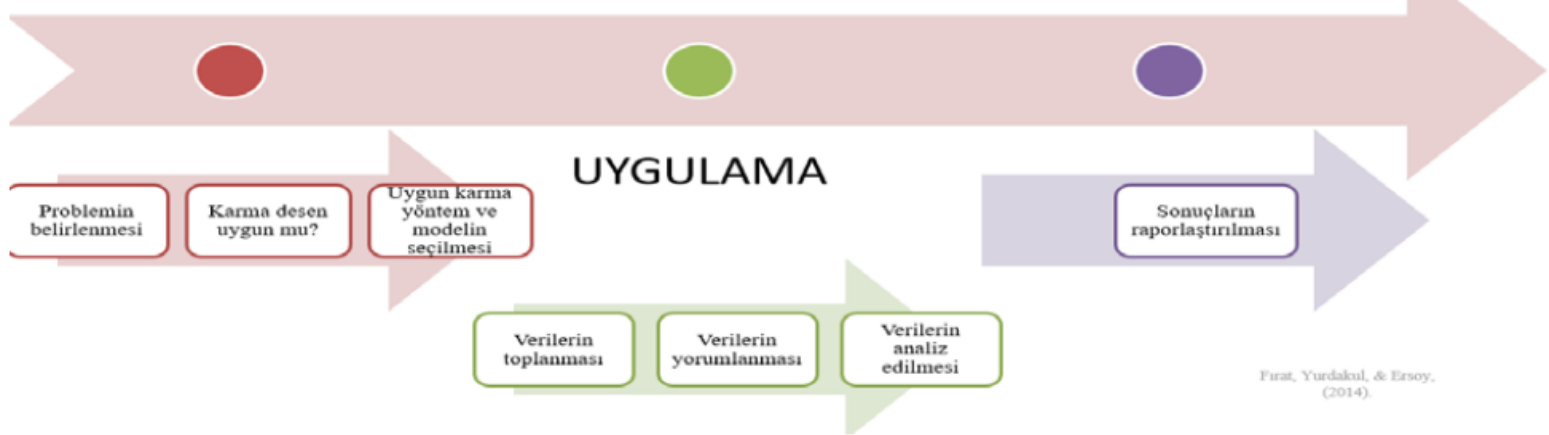 UYGULAMA
Problemin
belirlenmesi
Karma desen
uygun mu?
Uygun karma
yöntem ve
modelin
seçilmesi
Verilerin
toplanması
Verilerin
yorumlanması
Verilerin
analiz
edilmesi
Sonuçların
raporlaştırılması
Fırat, Yurdakul, & Ersoy,
(2014).